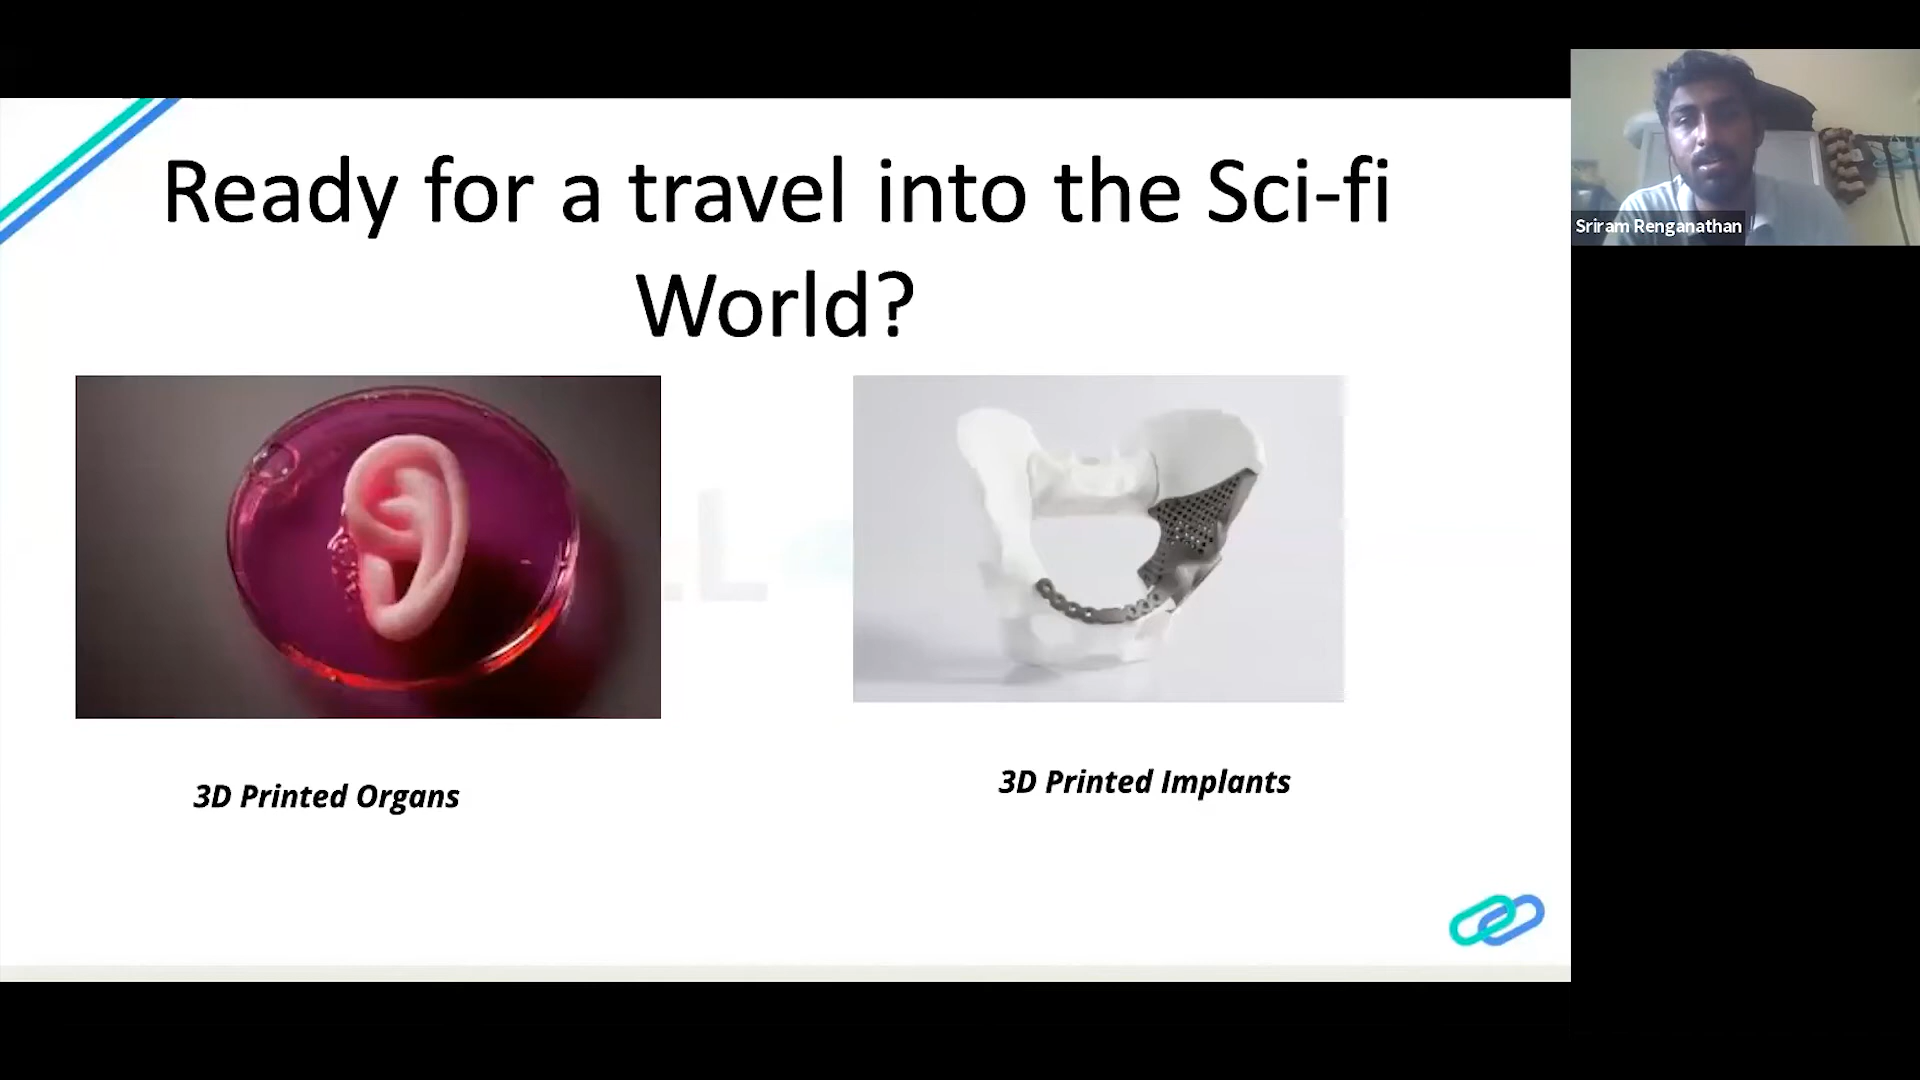 Ready for a travel into the Sci-fi
World?
Sriram Renganathan
3D Printed Organs
3D Printed Implants